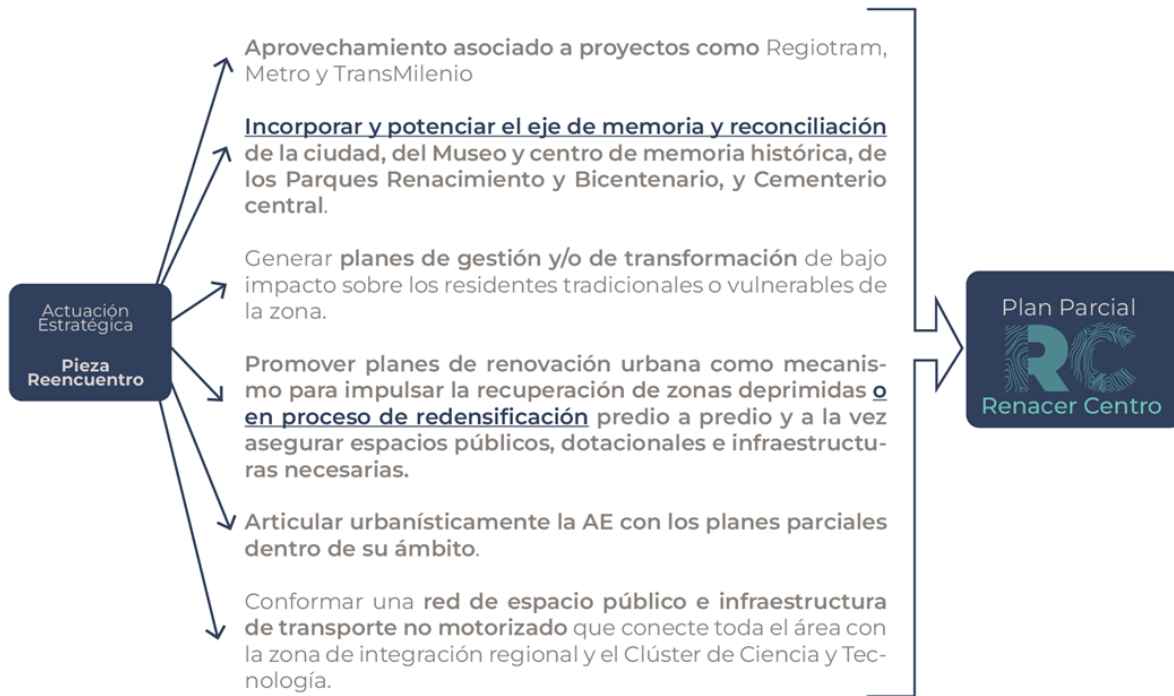 Actuación
Estratégica
Pieza
Reencuentro
Aprovechamiento asociado a proyectos como Regiotram,
Metro y TransMilenio
Incorporar y potenciar el eje de memoria y reconciliación
de la ciudad, del Museo y centro de memoria histórica, de
los Parques Renacimiento y Bicentenario, y Cementerio
central.
Generar planes de gestión y/o de transformación de bajo
impacto sobre los residentes tradicionales o vulnerables de
la zona.
Promover planes de renovación urbana como mecanis-
mo para impulsar la recuperación de zonas deprimidas o
en proceso de redensificación predio a predio y a la vez
asegurar espacios públicos, dotacionales e infraestructu-
ras necesarias.
Articular urbanísticamente la AE con los planes parciales
dentro de su ámbito.
Conformar una red de espacio público e infraestructura
de transporte no motorizado que conecte toda el área con
la zona de integración regional y el Clúster de Ciencia y Tec-
nología.
Plan Parcial
RC
Renacer Centro